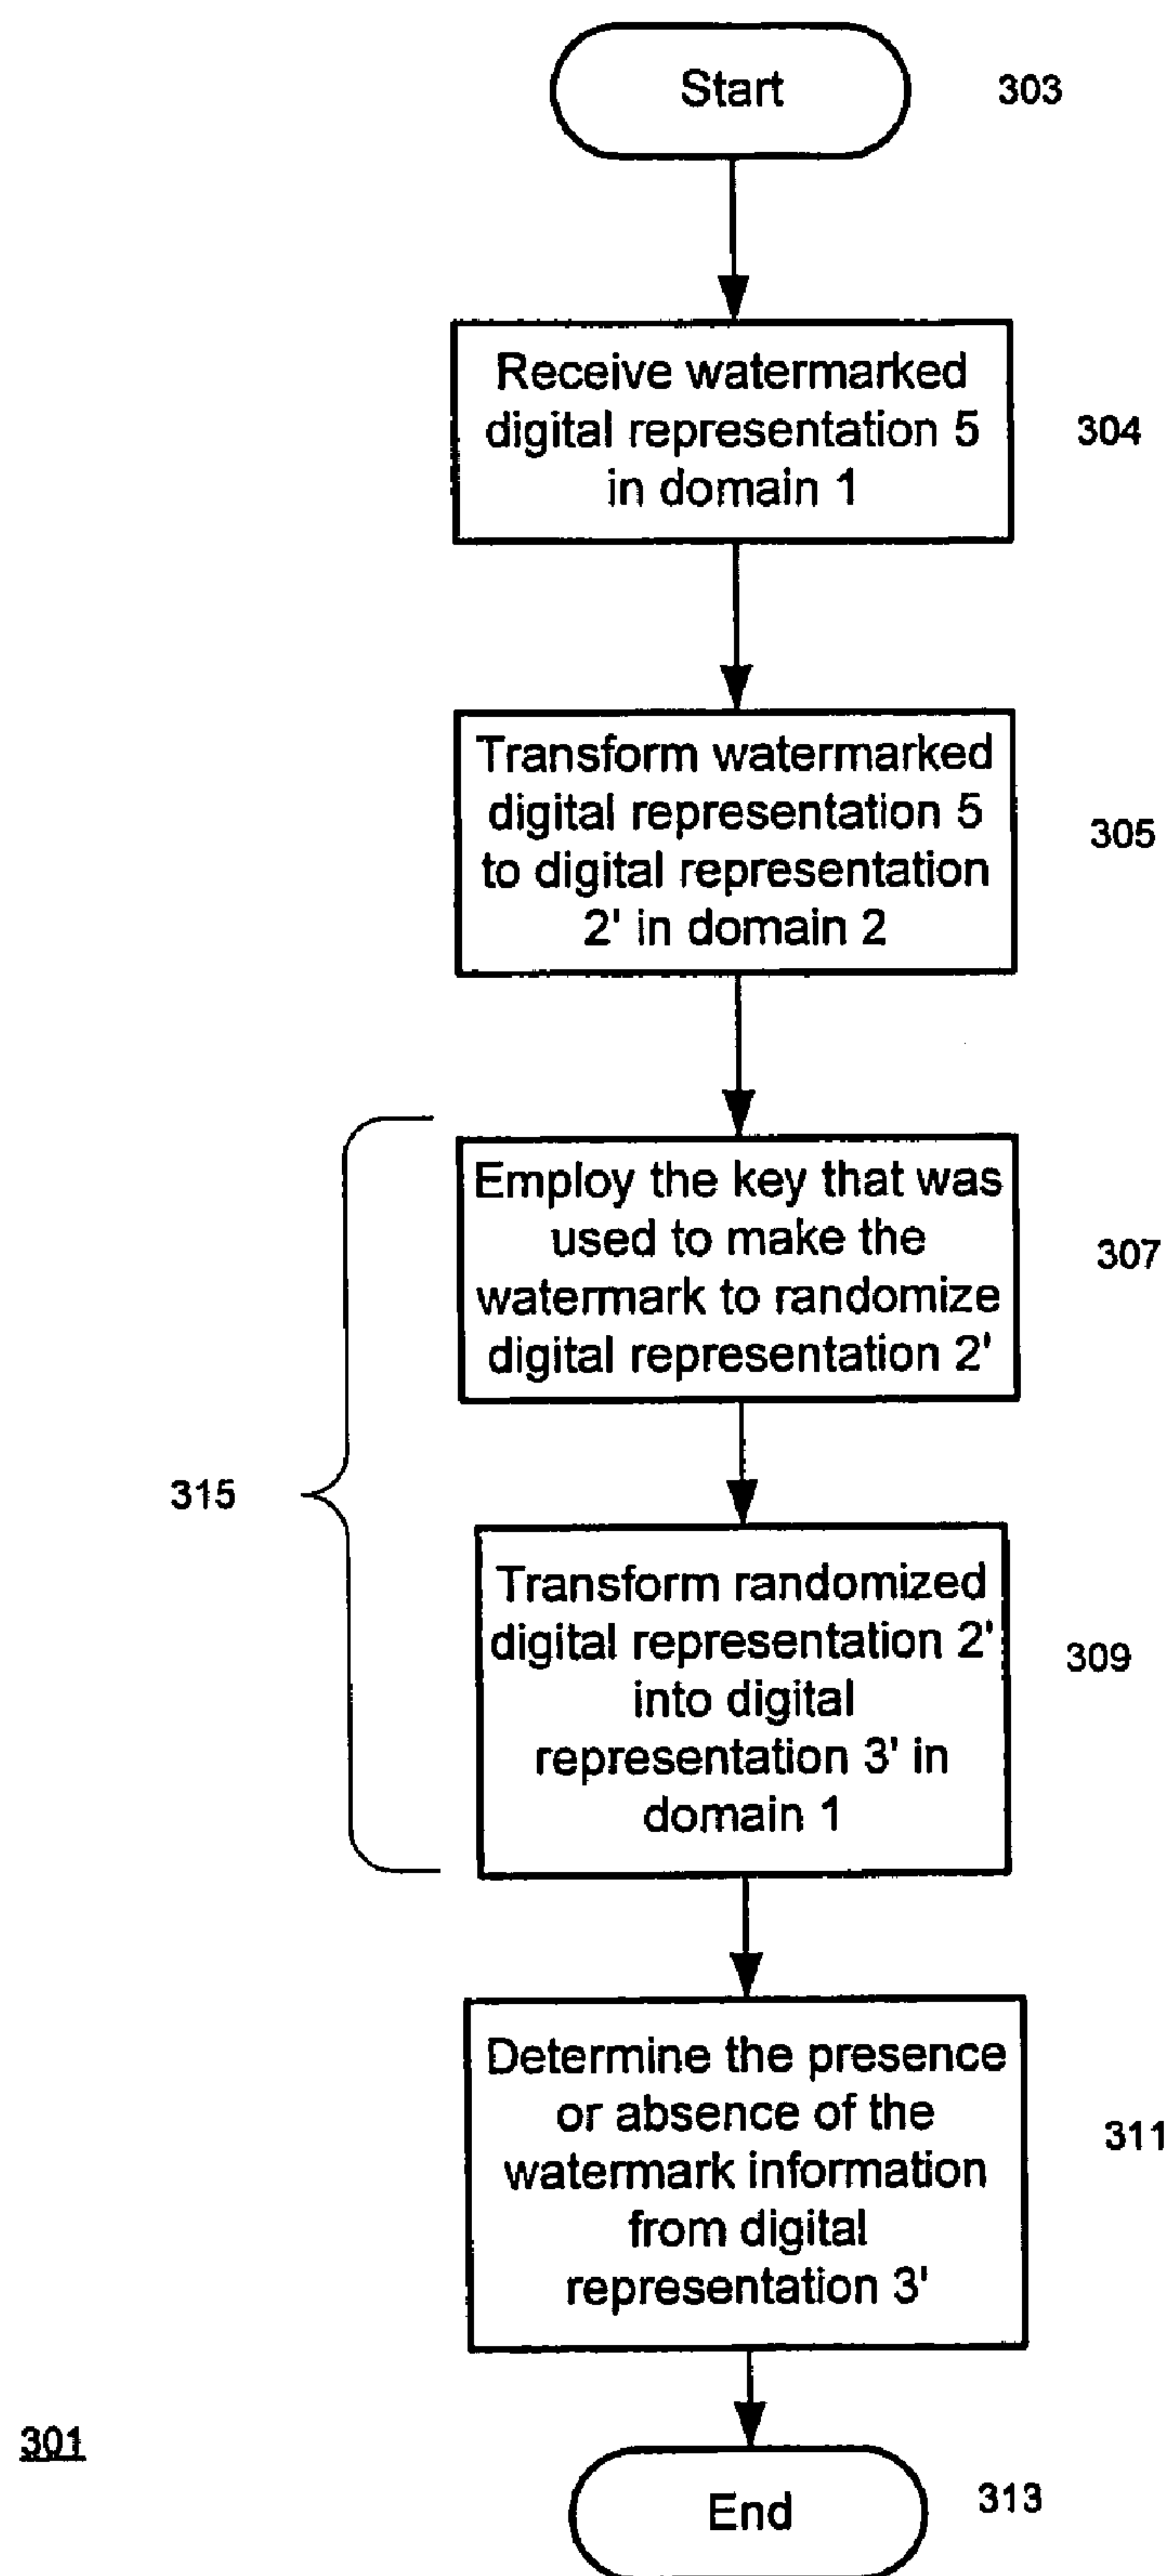 Start
303
Receive watermarked
digital representation 5
in domain 1
304
Transform watermarked
digital representation 5
to digital representation
2' in domain 2
305
Employ the key that was
used to make the
watermark to randomize
digital representation 2'
307
315
Transform randomized
digital representation 2'
into digital
representation 3' in
domain 1
309
Determine the presence
or absence of the
watermark information
from digital
representation 3'
311
301
End
313